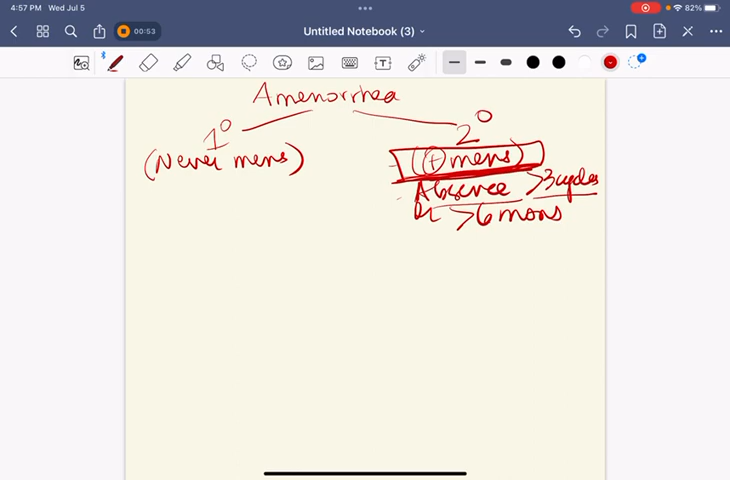 4:57 PM Wed Jul 5
82%
00:53
Untitled Notebook (3)
Amenorrhea
1° 2°
(Never mens) (+ mens)
Absence >3 cycles
Or >6 mons